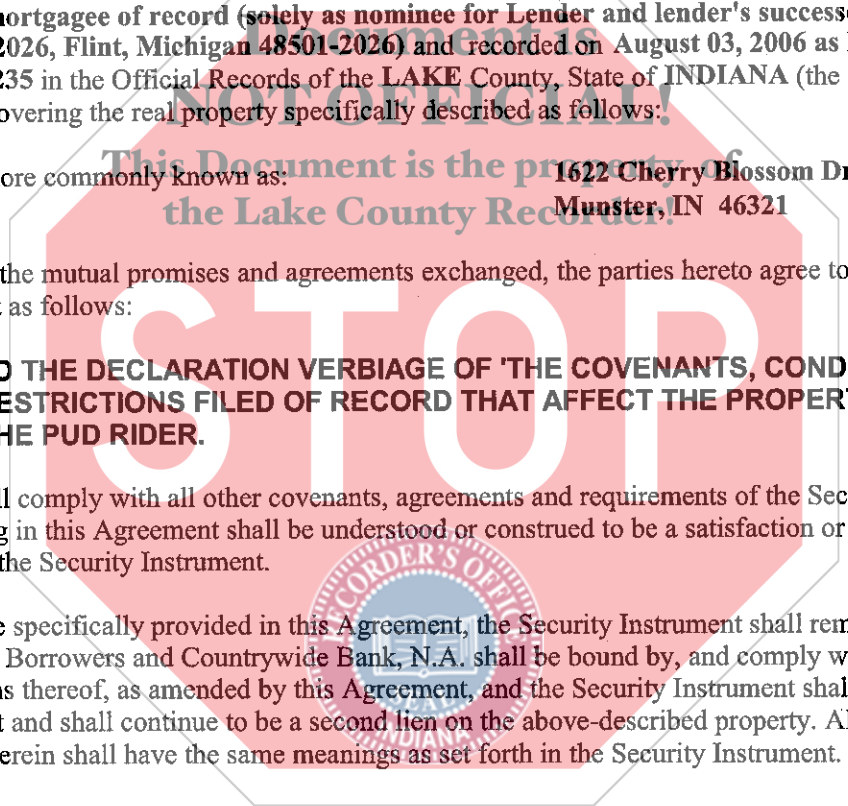 ortgagee of record (solely as nominee for Lender and lender's success
2026, Flint, Michigan 48501-2026) and recorded on August 03, 2006 as
Document is
235 in the Official Records of the LAKE County, State of INDIANA (the
NOT OFFICIAL!
overing the real property specifically described as follows:
This Document is the property of
ore commonly known as: 1622 Cherry Blossom Dr
the Lake County Recorder!
Munster, IN 46321
the mutual promises and agreements exchanged, the parties hereto agree to
as follows:
STOP
O THE DECLARATION VERBIAGE OF 'THE COVENANTS, COND
ESTRICTIONS FILED OF RECORD THAT AFFECT THE PROPERT
HE PUD RIDER.
ll comply with all other covenants, agreements and requirements of the Sec
g in this Agreement shall be understood or construed to be a satisfaction or
the Security Instrument.
RECORDER'S OFFICE
SEAL
INDIANA
e specifically provided in this Agreement, the Security Instrument shall rem
Borrowers and Countrywide Bank, N.A. shall be bound by, and comply w
s thereof, as amended by this Agreement, and the Security Instrument shal
t and shall continue to be a second lien on the above-described property. Al
erein shall have the same meanings as set forth in the Security Instrument.